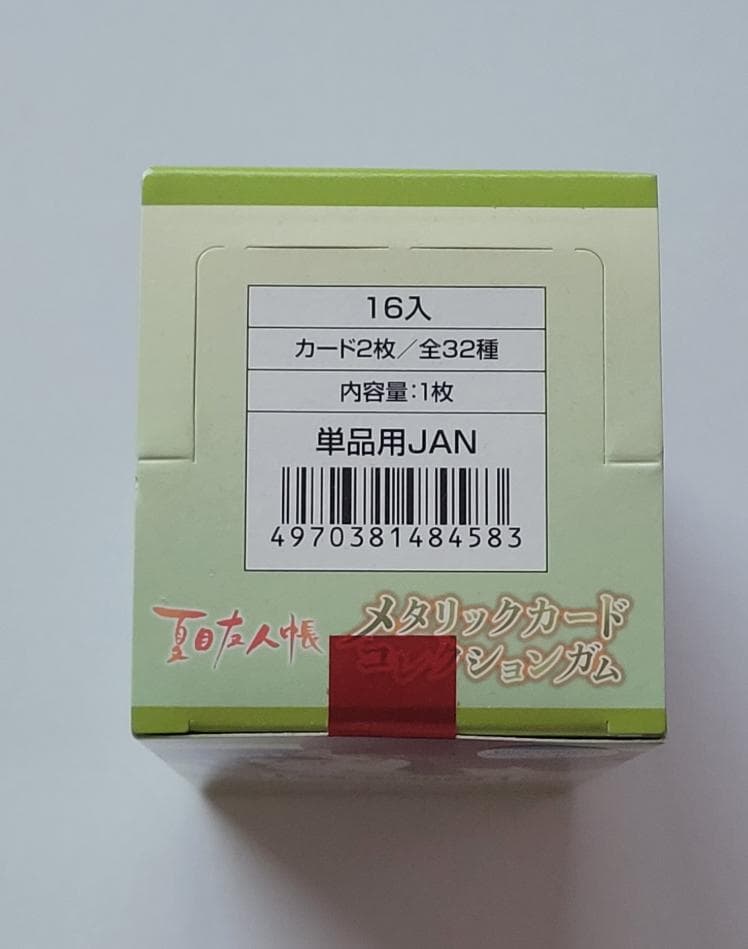 16入
カード2枚／全32種
内容量：1枚
単品用JAN
4970381484583
夏目友人帳
メタリックカード
コレクションガム